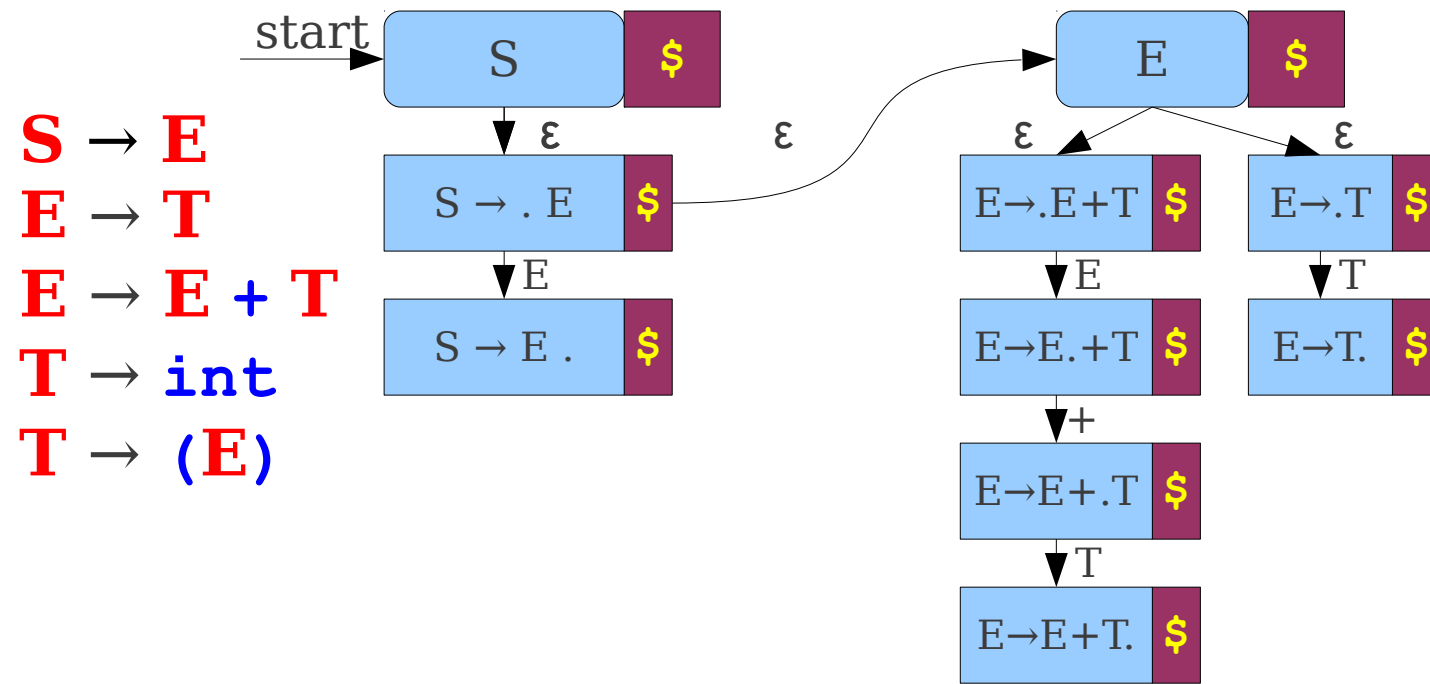 start
S $
E $
ε
ε
ε
ε
S → E
E → T
E → E + T
T → int
T → (E)
S → . E $
E
S → E . $
E→.E+T $
E
E→E.+T $
+
E→E+.T $
T
E→E+T. $
E→.T $
T
E→T. $